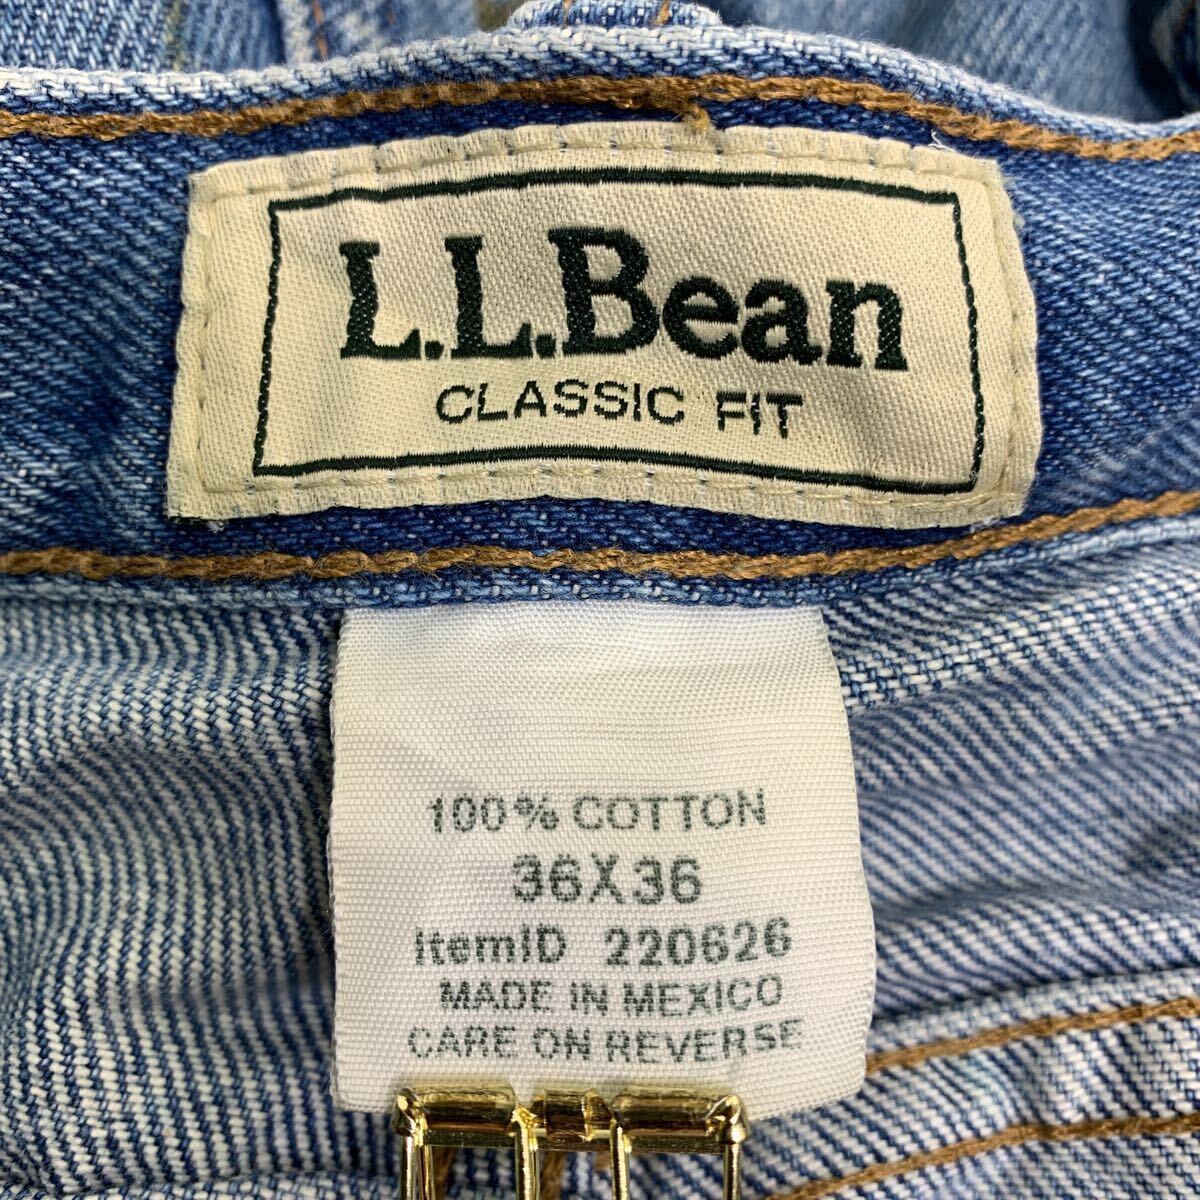 L.L.Bean
CLASSIC FIT
100% COTTON
36X36
ItemID 220626
MADE IN MEXICO
CARE ON REVERSE